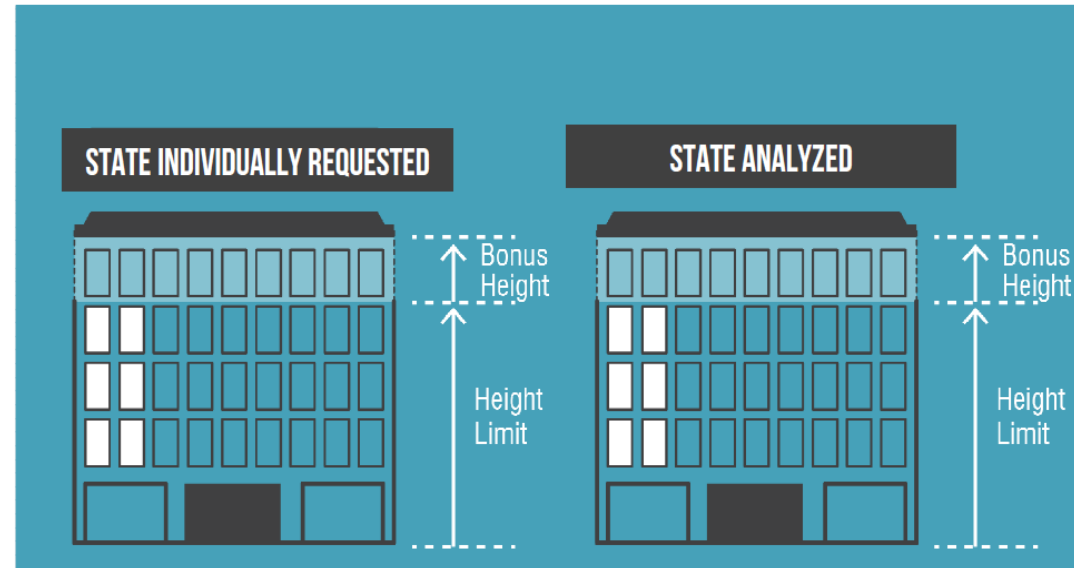 STATE INDIVIDUALLY REQUESTED
STATE ANALYZED
Bonus
Height
Height
Limit
Bonus
Height
Height
Limit